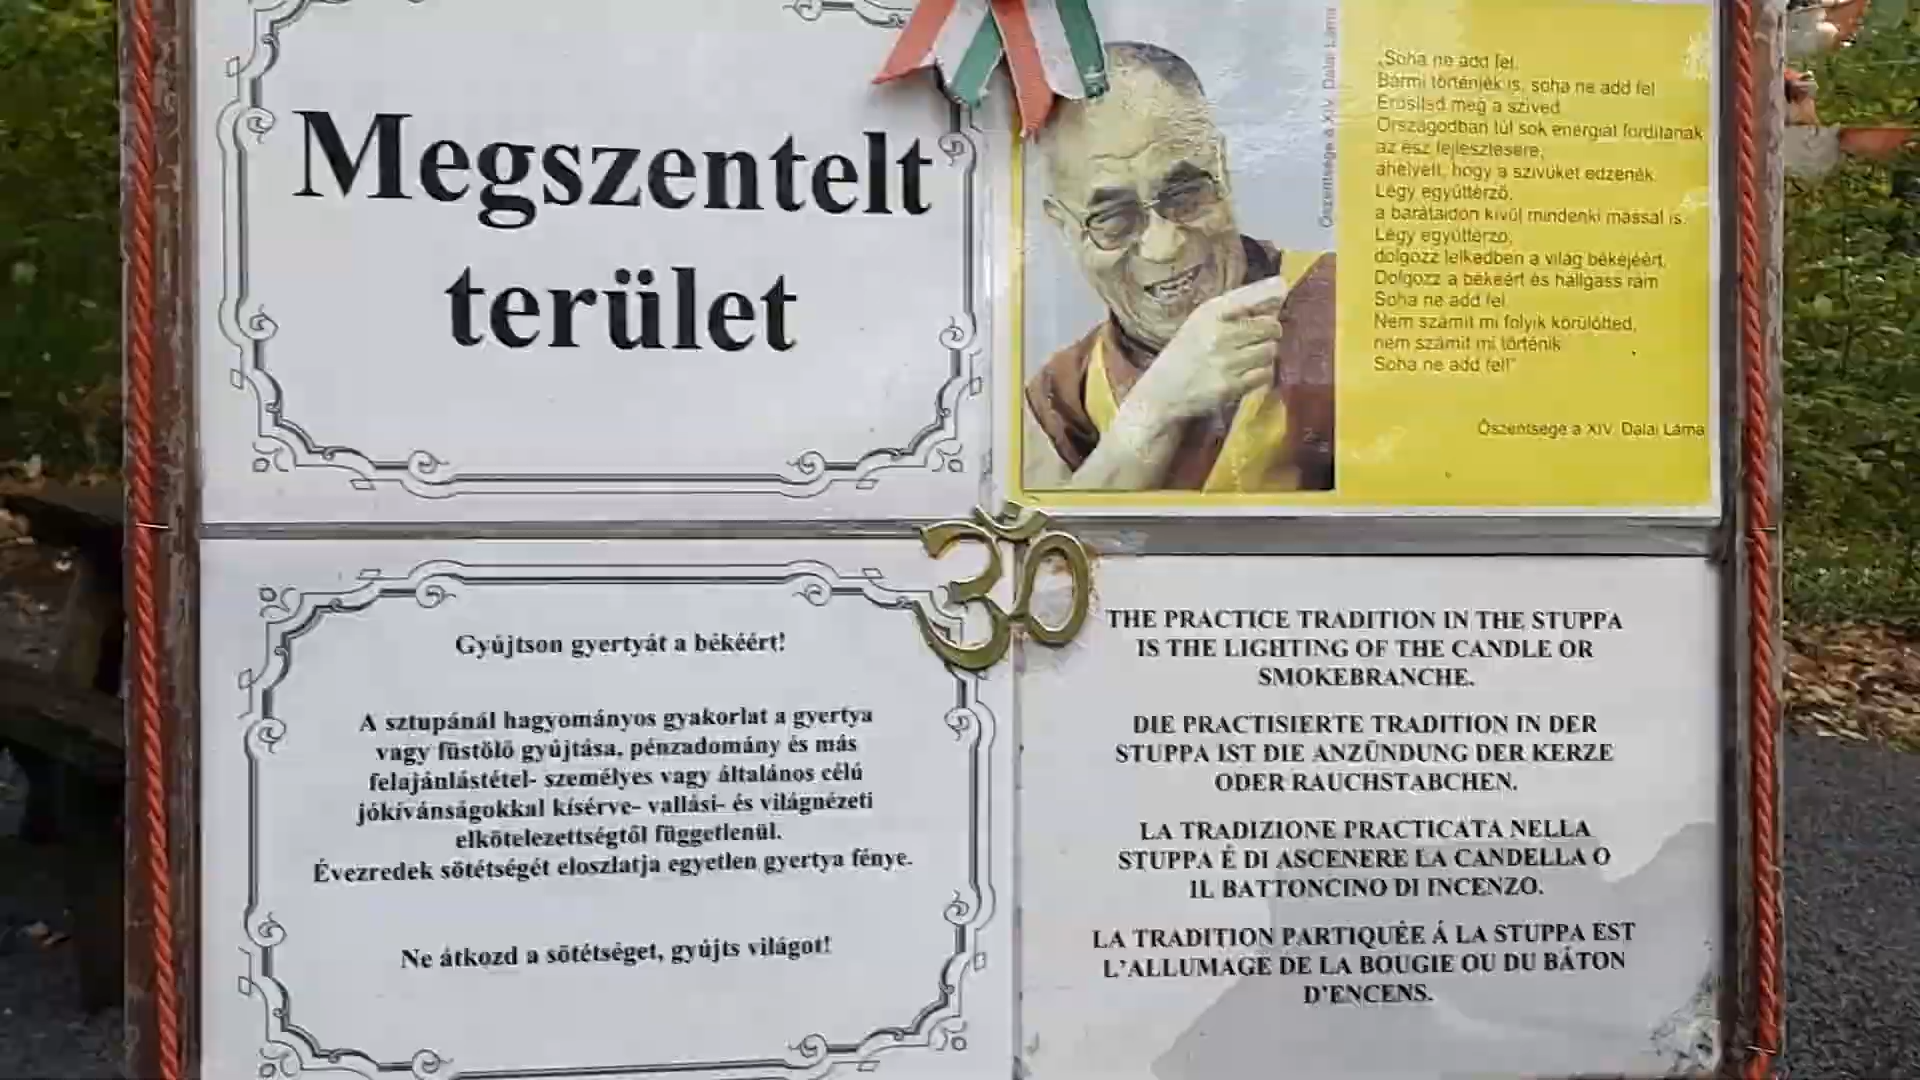 Megszentelt
terület
Őszentsége a XIV. Dalai Láma
„Soha ne add fel.
Bármi történjék is, soha ne add fel
Erősítsd meg a szíved
Országodban túl sok energiát fordítanak
az ész fejlesztésére,
ahelyett, hogy a szívüket edzenék.
Légy együttérző,
a barátaidon kívül mindenki mással is.
Légy együttérző,
dolgozz lelkedben a világ békéjéért.
Dolgozz a békéért és hallgass rám
Soha ne add fel.
Nem számít mi folyik körülötted,
nem számít mi történik
Soha ne add fel!"
Őszentsége a XIV. Dalai Láma
ॐ
Gyújtson gyertyát a békéért!
A sztupánál hagyományos gyakorlat a gyertya
vagy füstölő gyújtása, pénzadomány és más
felajánlástétel- személyes vagy általános célú
jókívánságokkal kísérve- vallási- és világnézeti
elkötelezettségtől függetlenül.
Évezredek sötétségét eloszlatja egyetlen gyertya fénye.
Ne átkozd a sötétséget, gyújts világot!
THE PRACTICE TRADITION IN THE STUPPA
IS THE LIGHTING OF THE CANDLE OR
SMOKEBRANCHE.
DIE PRACTISIERTE TRADITION IN DER
STUPPA IST DIE ANZÜNDUNG DER KERZE
ODER RAUCHSTABCHEN.
LA TRADIZIONE PRACTICATA NELLA
STUPPA É DI ASCENERE LA CANDELLA O
IL BATTONCINO DI INCENZO.
LA TRADITION PARTIQUÉE Á LA STUPPA EST
L'ALLUMAGE DE LA BOUGIE OU DU BÁTON
D'ENCENS.